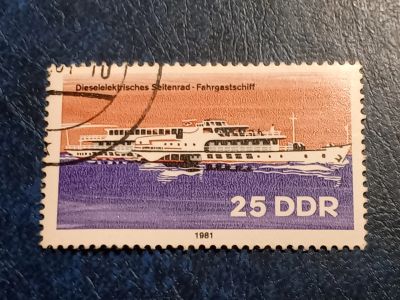 Dieselelektrisches Seitenrad - Fahrgastschiff
25 DDR
1981